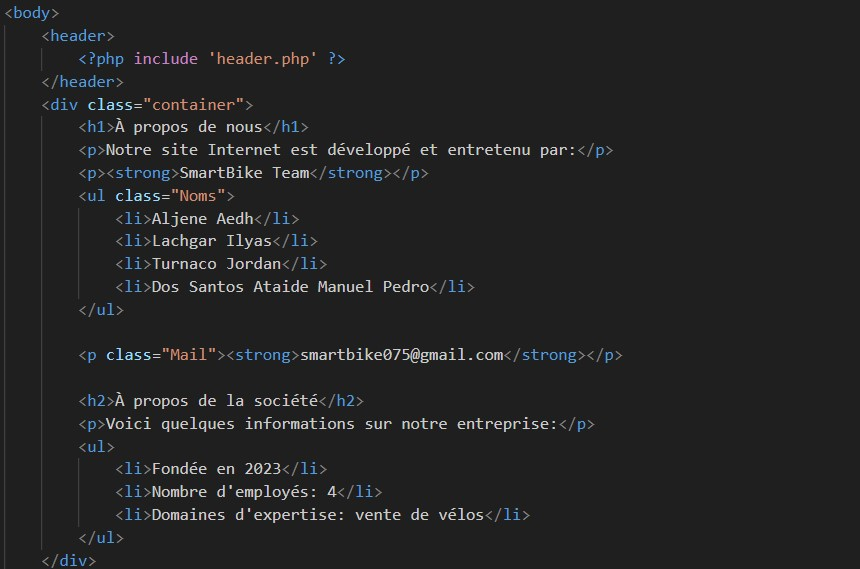 <body>
<header>
<?php include 'header.php' ?>
</header>
<div class="container">
<h1>À propos de nous</h1>
<p>Notre site Internet est développé et entretenu par:</p>
<p><strong>SmartBike Team</strong></p>
<ul class="Noms">
<li>Aljene Aedh</li>
<li>Lachgar Ilyas</li>
<li>Turnaco Jordan</li>
<li>Dos Santos Ataide Manuel Pedro</li>
</ul>
<p class="Mail"><strong>smartbike075@gmail.com</strong></p>
<h2>À propos de la société</h2>
<p>Voici quelques informations sur notre entreprise:</p>
<ul>
<li>Fondée en 2023</li>
<li>Nombre d'employés: 4</li>
<li>Domaines d'expertise: vente de vélos</li>
</ul>
</div>